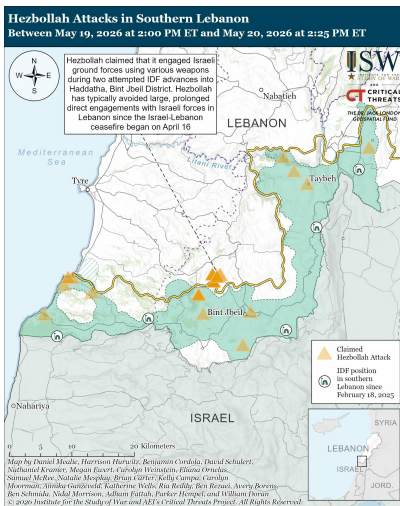 Hezbollah Attacks in Southern Lebanon
Between May 19, 2026 at 2:00 PM ET and May 20, 2026 at 2:25 PM ET
N
W
E
S
Hezbollah claimed that it engaged Israeli
ground forces using various weapons
during two attempted IDF advances into
Haddatha, Bint Jbeil District. Hezbollah
has typically avoided large, prolonged
direct engagements with Israeli forces in
Lebanon since the Israel-Lebanon
ceasefire began on April 16
ISW
AND
CT CRITICAL
THREATS
GEOSPATIAL FUND
Nabatieh
LEBANON
Mediterranean
Sea
Litani River
Taybeh
Tyre
Bint Jbeil
Claimed
Hezbollah Attack
IDF position
in southern
Lebanon since
February 18, 2025
Nahariya
ISRAEL
0 5 10 20 Kilometers
SYRIA
LEBANON
ISRAEL
JORD.
Map by Daniel Mealie, Harrison Hurwitz, Benjamin Cordola, David Schulert,
Nathaniel Kramer, Megan Ewert, Carolyn Weinstein, Eliana Ornelas,
Samuel McRee, Natalie Mesplay, Brian Carter, Kelly Campa, Carolyn
Moorman, Annika Ganzeveld, Katherine Wells, Ria Reddy, Ben Rezaei, Avery Borens,
Ben Schmida, Nidal Morrison, Adham Fattah, Parker Hempel, and William Doran
© 2026 Institute for the Study of War and AEI's Critical Threats Project. All Rights Reserved